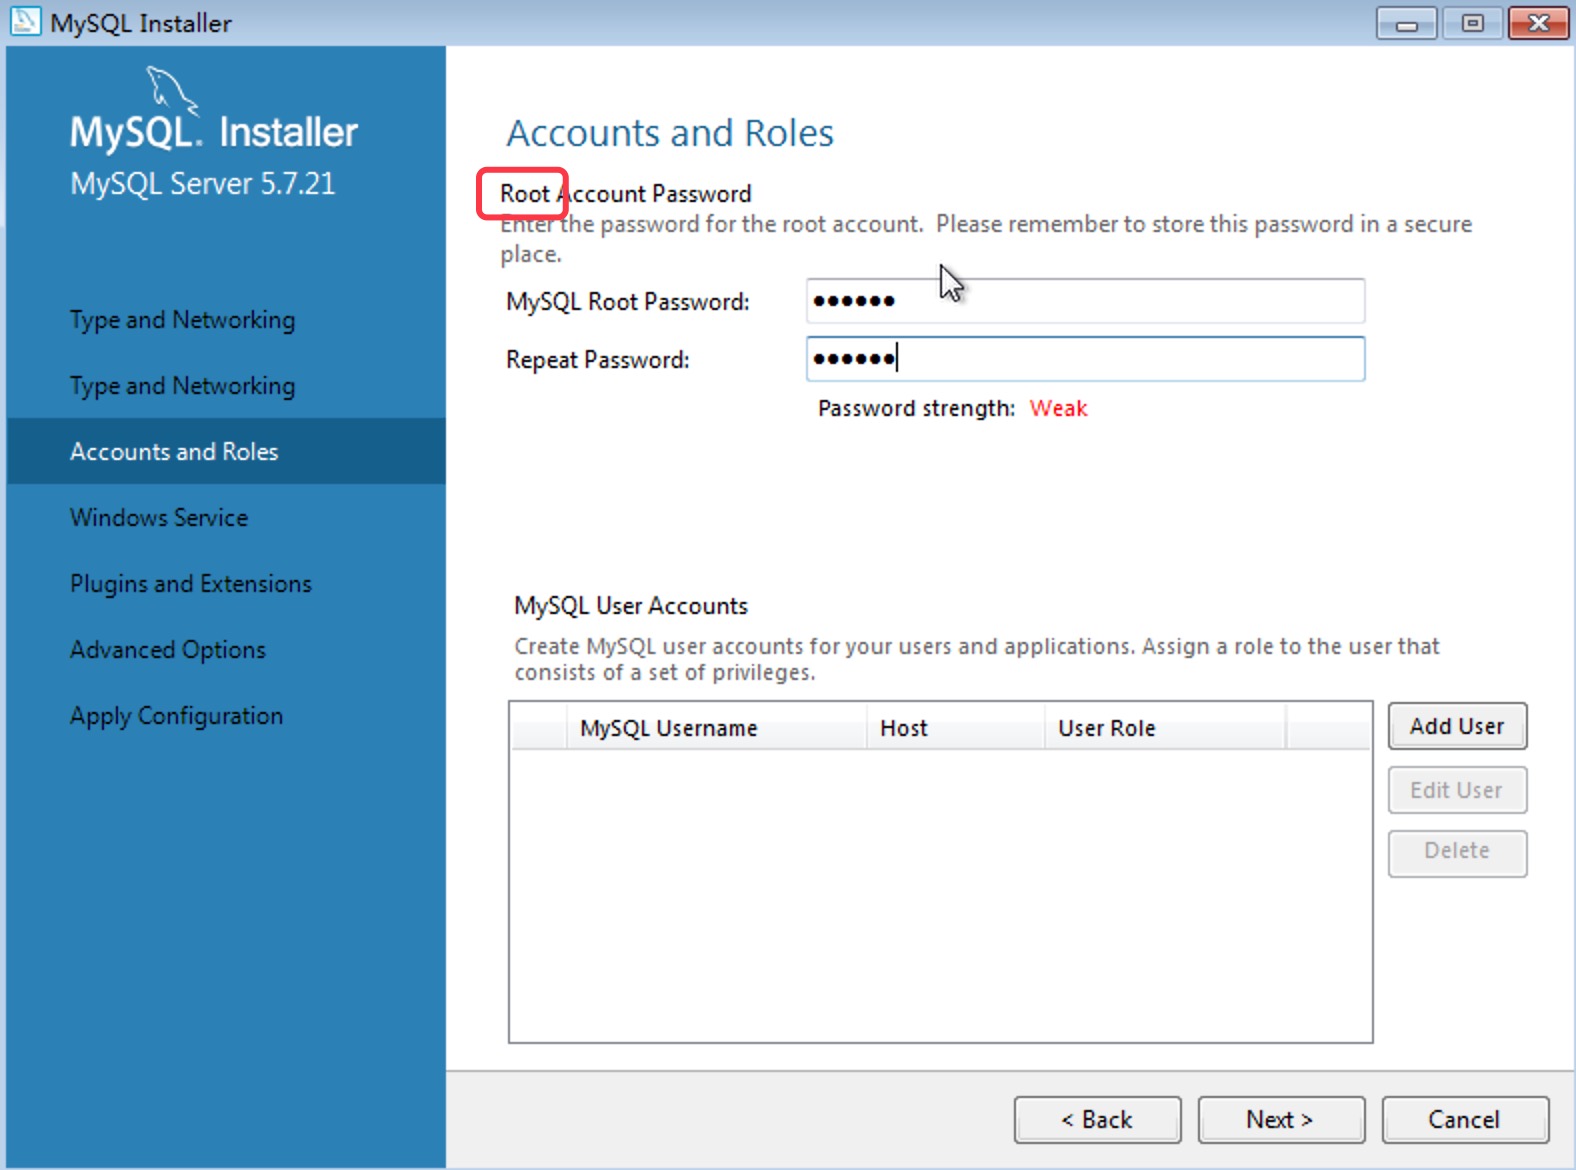 MySQL Installer
MySQL. Installer
MySQL Server 5.7.21
Type and Networking
Type and Networking
Accounts and Roles
Windows Service
Plugins and Extensions
Advanced Options
Apply Configuration
Accounts and Roles
Root Account Password
Enter the password for the root account.  Please remember to store this password in a secure
place.
MySQL Root Password:
Repeat Password:
Password strength: Weak
MySQL User Accounts
Create MySQL user accounts for your users and applications. Assign a role to the user that
consists of a set of privileges.
MySQL Username Host User Role
Add User
Edit User
Delete
< Back Next > Cancel